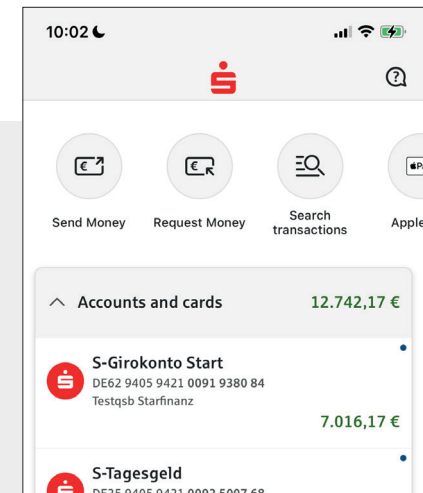 10:02
Send Money
Request Money
Search
transactions
Apple
Accounts and cards 12.742,17 €
S-Girokonto Start
DE62 9405 9421 0091 9380 84
Testqsb Starfinanz
7.016,17 €
S-Tagesgeld